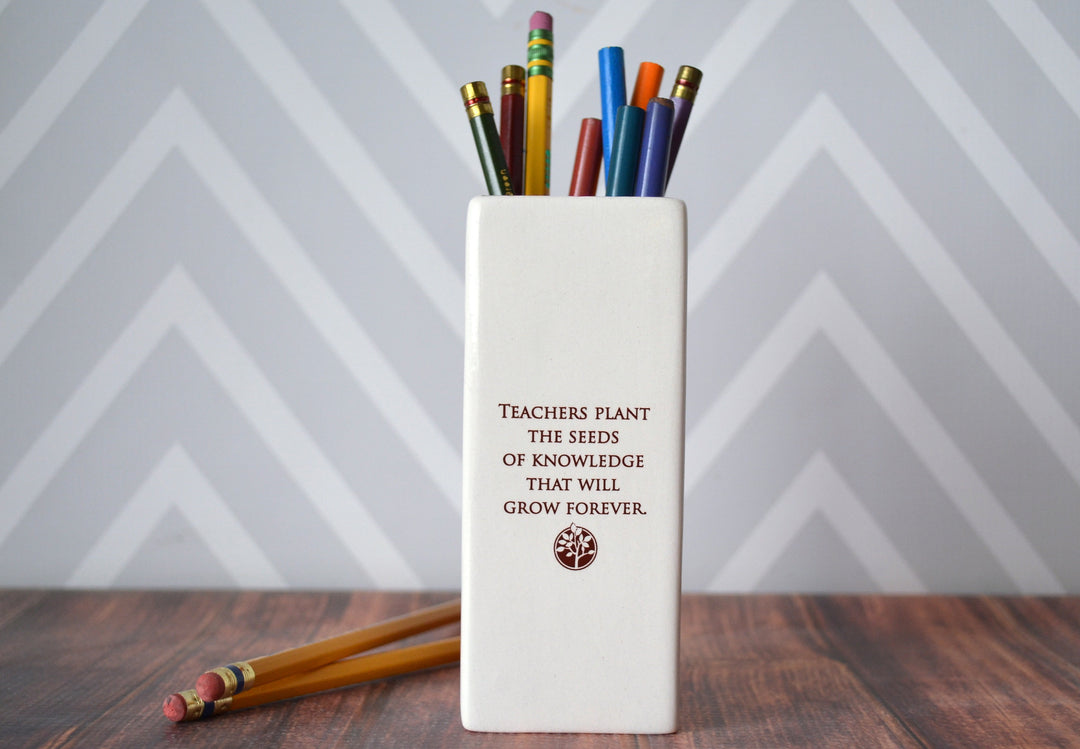 Teachers plant
the seeds
of knowledge
that will
grow forever.